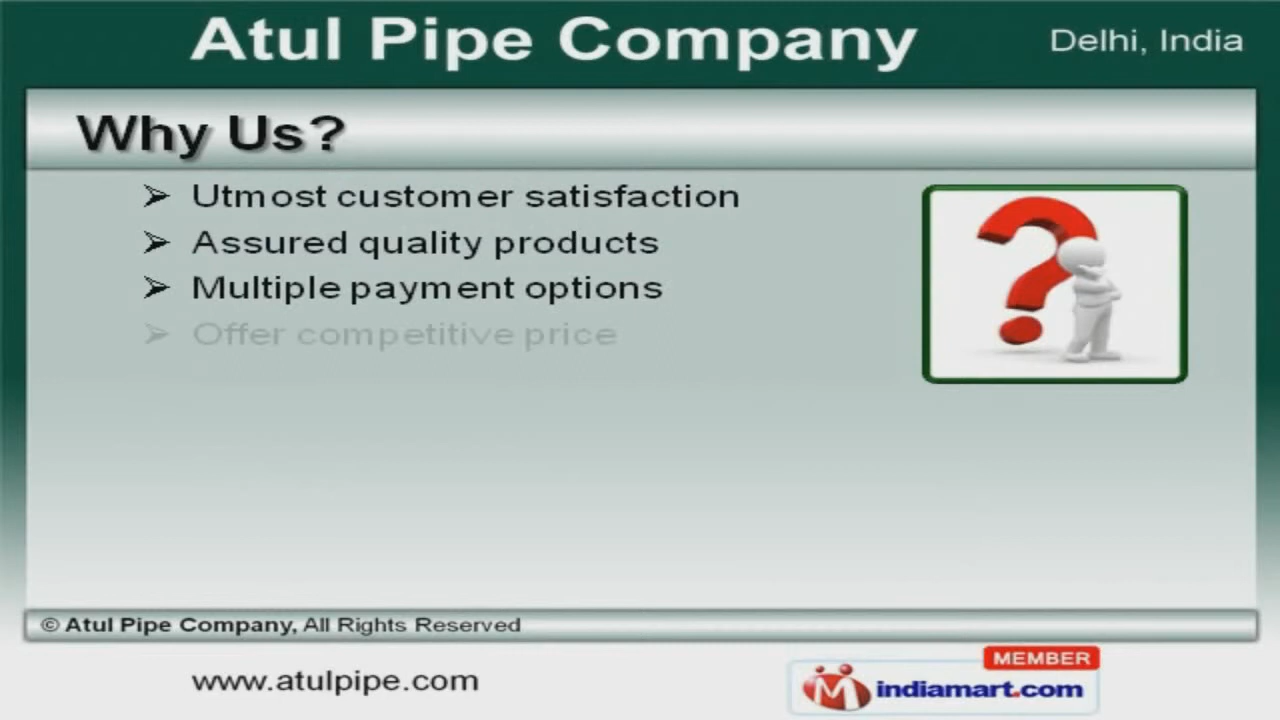 Atul Pipe Company
Delhi, India
Why Us?
➢ Utmost customer satisfaction
➢ Assured quality products
➢ Multiple payment options
➢ Offer competitive price
© Atul Pipe Company, All Rights Reserved
www.atulpipe.com
MEMBER
indiamart.com